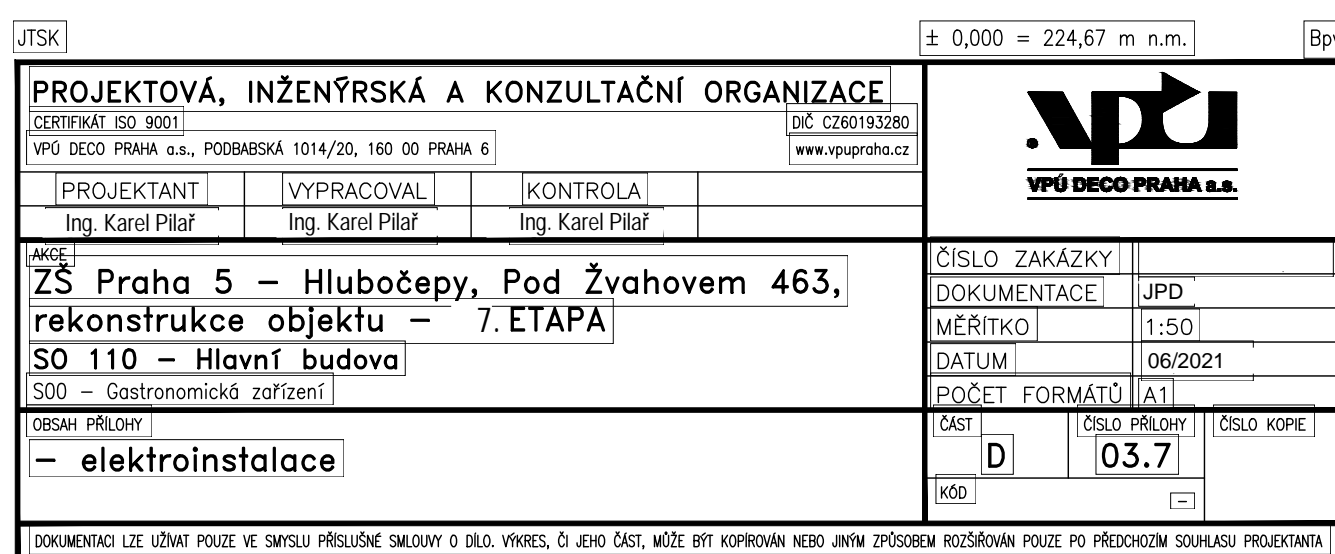 JTSK
± 0,000 = 224,67 m n.m.
Bpv
PROJEKTOVÁ, INŽENÝRSKÁ A KONZULTAČNÍ ORGANIZACE
CERTIFIKÁT ISO 9001
DIČ CZ60193280
VPÚ DECO PRAHA a.s., PODBABSKÁ 1014/20, 160 00 PRAHA 6
www.vpupraha.cz
.vpú
VPÚ DECO PRAHA a.s.
PROJEKTANT VYPRACOVAL KONTROLA
Ing. Karel Pilař Ing. Karel Pilař Ing. Karel Pilař
AKCE
ZŠ Praha 5 – Hlubočepy, Pod Žvahovem 463,
rekonstrukce objektu – 7. ETAPA
SO 110 – Hlavní budova
S00 – Gastronomická zařízení
ČÍSLO ZAKÁZKY
DOKUMENTACE JPD
MĚŘÍTKO 1:50
DATUM 06/2021
POČET FORMÁTŮ A1
OBSAH PŘÍLOHY
– elektroinstalace
ČÁST ČÍSLO PŘÍLOHY ČÍSLO KOPIE
D 03.7
KÓD –
DOKUMENTACI LZE UŽÍVAT POUZE VE SMYSLU PŘÍSLUŠNÉ SMLOUVY O DÍLO. VÝKRES, ČI JEHO ČÁST, MŮŽE BÝT KOPÍROVÁN NEBO JINÝM ZPŮSOBEM ROZŠIŘOVÁN POUZE PO PŘEDCHOZÍM SOUHLASU PROJEKTANTA